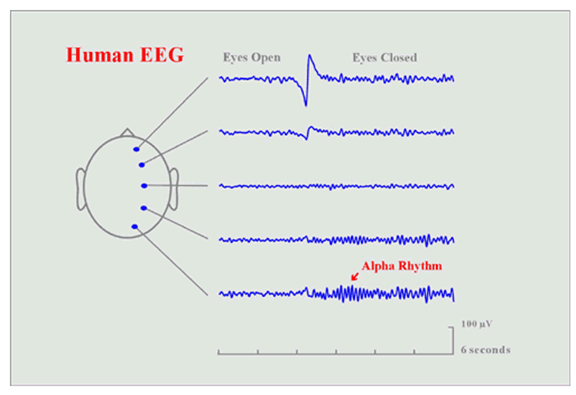 Human EEG
Eyes Open
Eyes Closed
Alpha Rhythm
100 µV
6 seconds